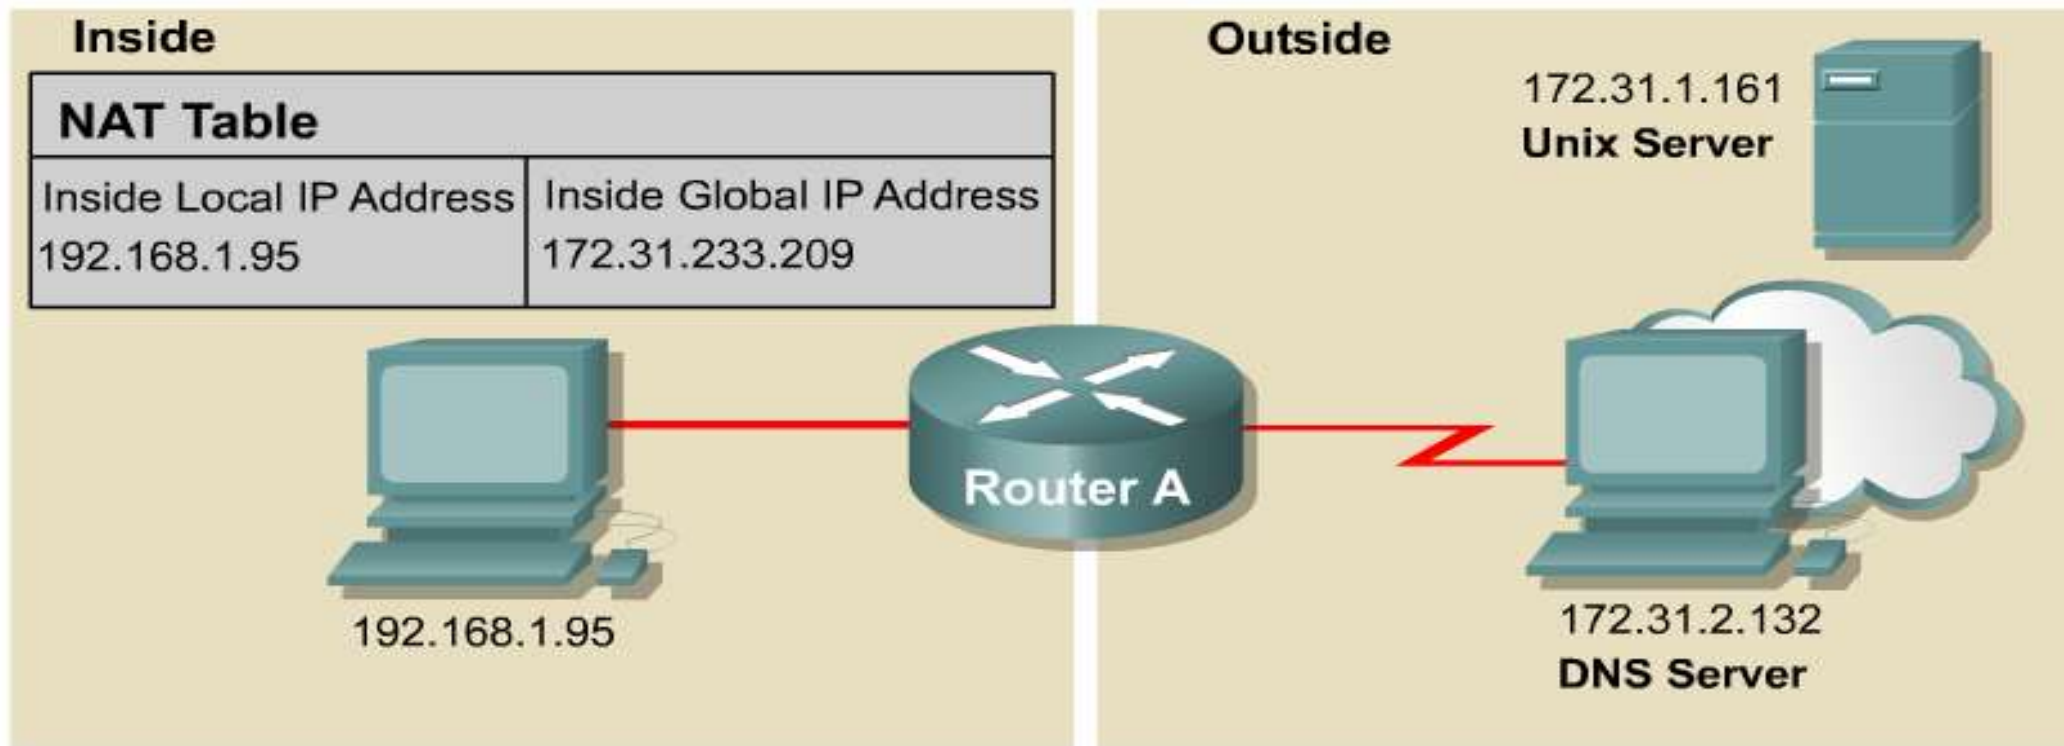 Inside
NAT Table
Inside Local IP Address
192.168.1.95
Inside Global IP Address
172.31.233.209
192.168.1.95
Router A
Outside
172.31.1.161
Unix Server
172.31.2.132
DNS Server